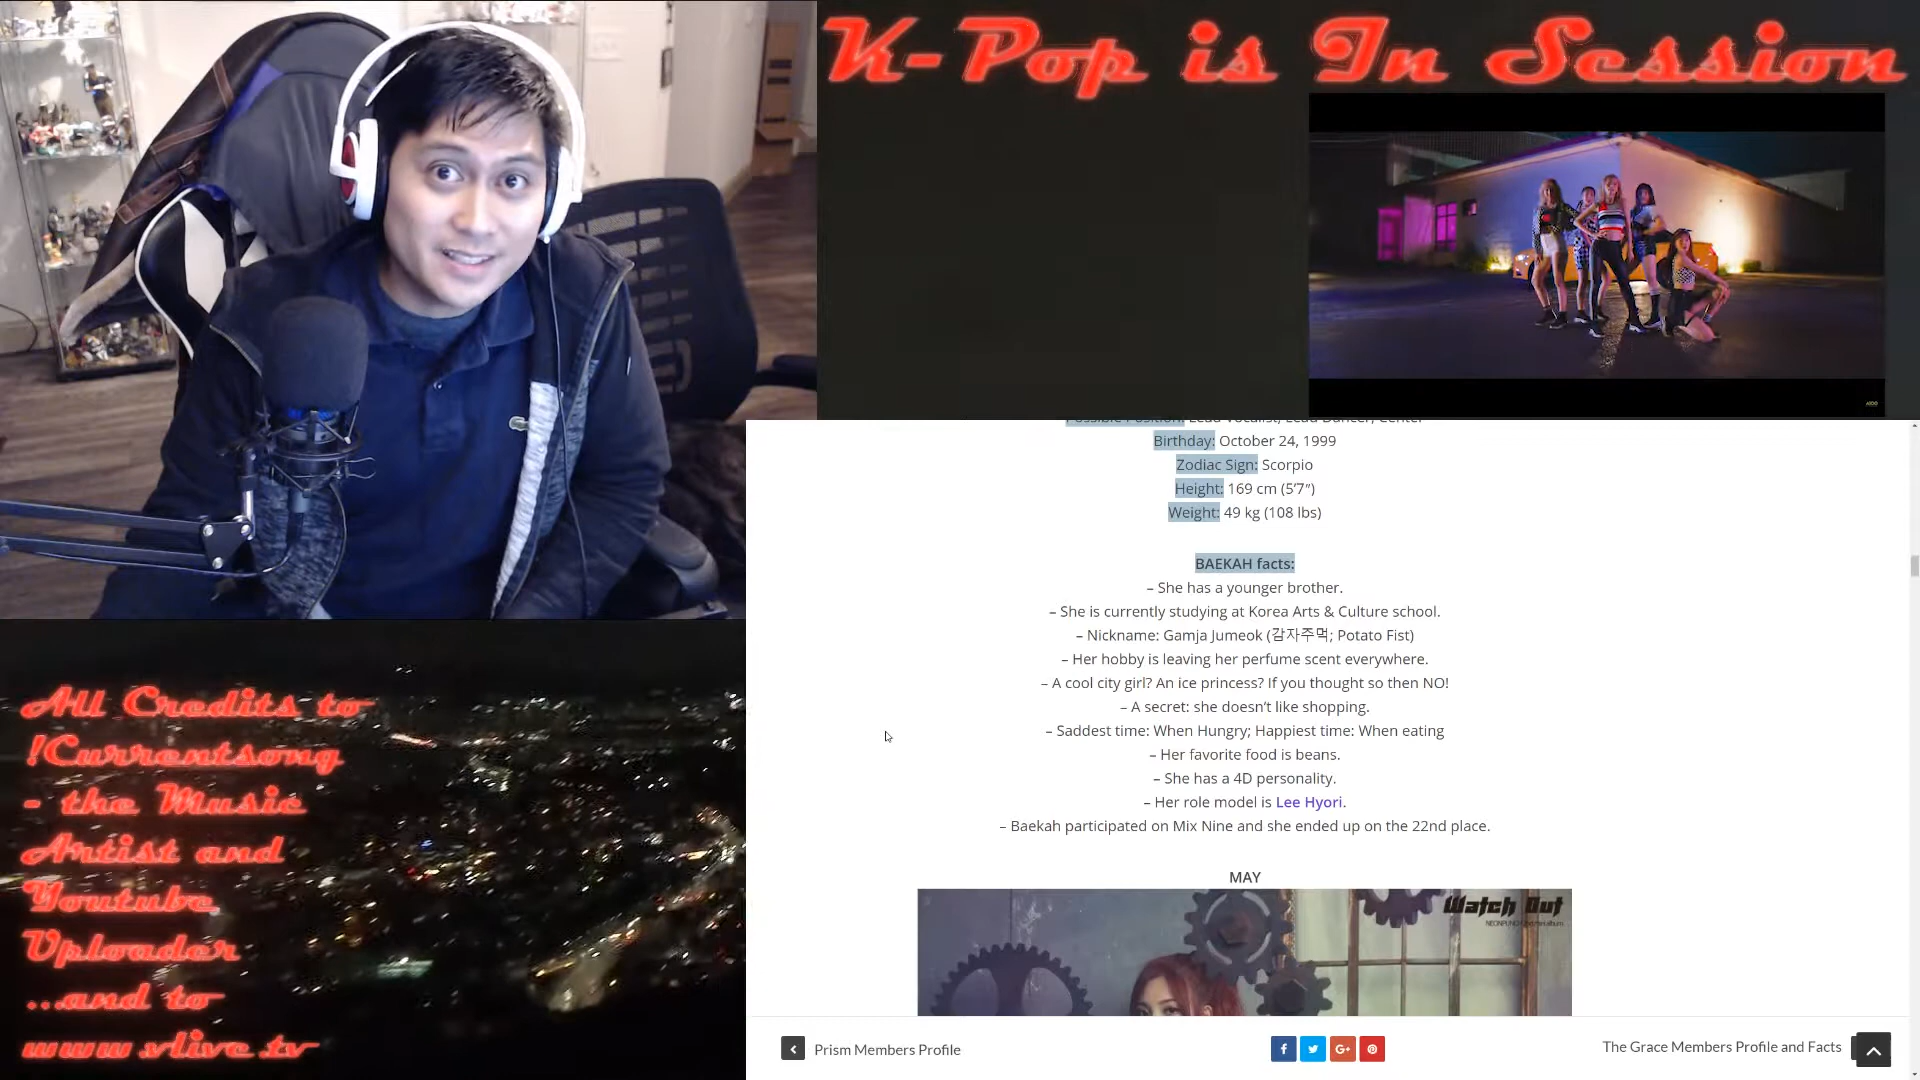 K-Pop is In Session
Possible Position: Lead Vocalist, Lead Dancer, Center
Birthday: October 24, 1999
Zodiac Sign: Scorpio
Height: 169 cm (5'7")
Weight: 49 kg (108 lbs)
BAEKAH facts:
– She has a younger brother.
– She is currently studying at Korea Arts & Culture school.
– Nickname: Gamja Jumeok (감자주먹; Potato Fist)
– Her hobby is leaving her perfume scent everywhere.
– A cool city girl? An ice princess? If you thought so then NO!
– A secret: she doesn't like shopping.
– Saddest time: When Hungry; Happiest time: When eating
– Her favorite food is beans.
– She has a 4D personality.
– Her role model is Lee Hyori.
– Baekah participated on Mix Nine and she ended up on the 22nd place.
MAY
Watch Out
Prism Members Profile
The Grace Members Profile and Facts
All Credits to
!Currentsong
- the Music
Artist and
Youtube
Uploader
...and to
www.vlive.tv